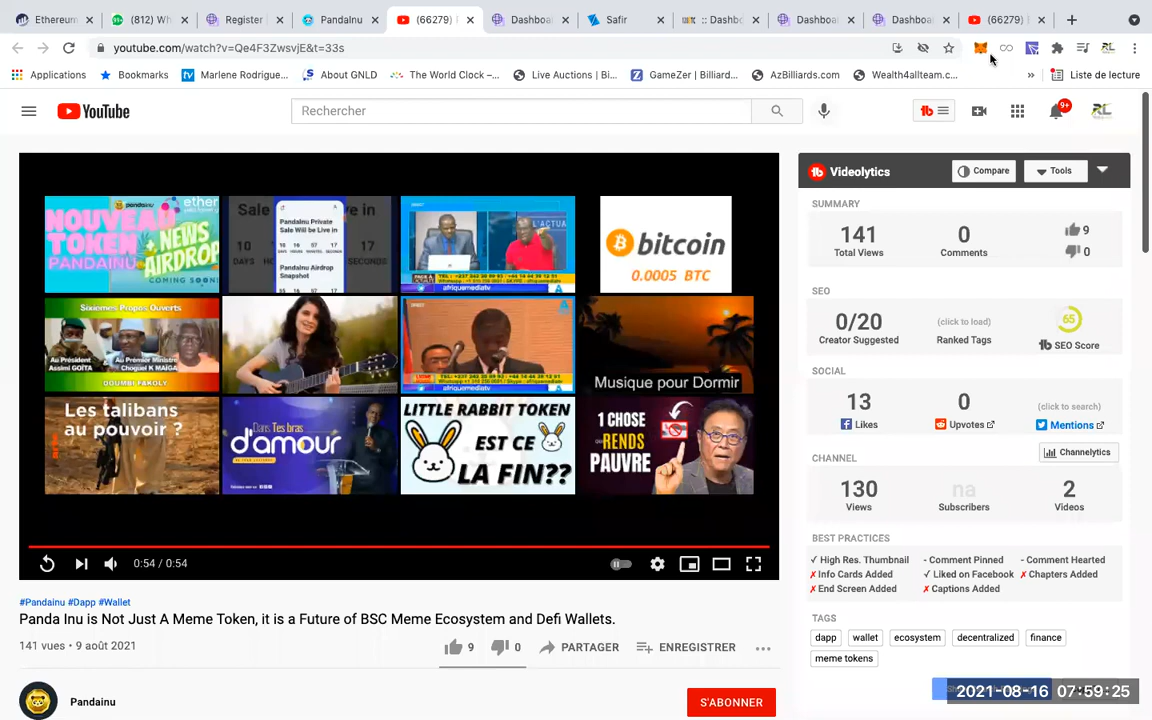 Ethereum
(812) Wh
Register
PandaInu
(66279)
Dashboa
Safir
:: Dashbo
Dashboa
Dashboa
(66279)
youtube.com/watch?v=Qe4F3ZwsvjE&t=33s
Applications
Bookmarks
Marlene Rodrigue...
About GNLD
The World Clock —...
Live Auctions | Bi...
GameZer | Billiard...
AzBilliards.com
Wealth4allteam.c...
»
Liste de lecture
YouTube
Rechercher
9+
NOUVEAU TOKEN PANDAINU
pandainu
ether
NEWS AIRDROP
COMING SOON
PandaInu Private Sale Will be Live in
PandaInu Airdrop Snapshot
bitcoin
0.0005 BTC
Sixièmes Propos Ouverts
Au Président Assimi GOÏTA
Au Premier Ministre Choguel K MAÏGA
DOUMBI FAKOLY
afriquemediatv
Musique pour Dormir
Les talibans au pouvoir ?
Dans Tes bras d'amour
LITTLE RABBIT TOKEN
EST CE LA FIN??
1 CHOSE QUI RENDS PAUVRE
0:54 / 0:54
#Pandainu #Dapp #Wallet
Panda Inu is Not Just A Meme Token, it is a Future of BSC Meme Ecosystem and Defi Wallets.
141 vues • 9 août 2021
9
0
PARTAGER
ENREGISTRER
Pandainu
S'ABONNER
Videolytics
Compare
Tools
SUMMARY
141
Total Views
0
Comments
9
0
SEO
0/20
Creator Suggested
(click to load)
Ranked Tags
65
SEO Score
SOCIAL
13
Likes
0
Upvotes
(click to search)
Mentions
CHANNEL
Channelytics
130
Views
na
Subscribers
2
Videos
BEST PRACTICES
✓ High Res. Thumbnail
- Comment Pinned
- Comment Hearted
✗ Info Cards Added
✓ Liked on Facebook
✗ Chapters Added
✗ End Screen Added
✗ Captions Added
TAGS
dapp
wallet
ecosystem
decentralized
finance
meme tokens
2021-08-16 07:59:25